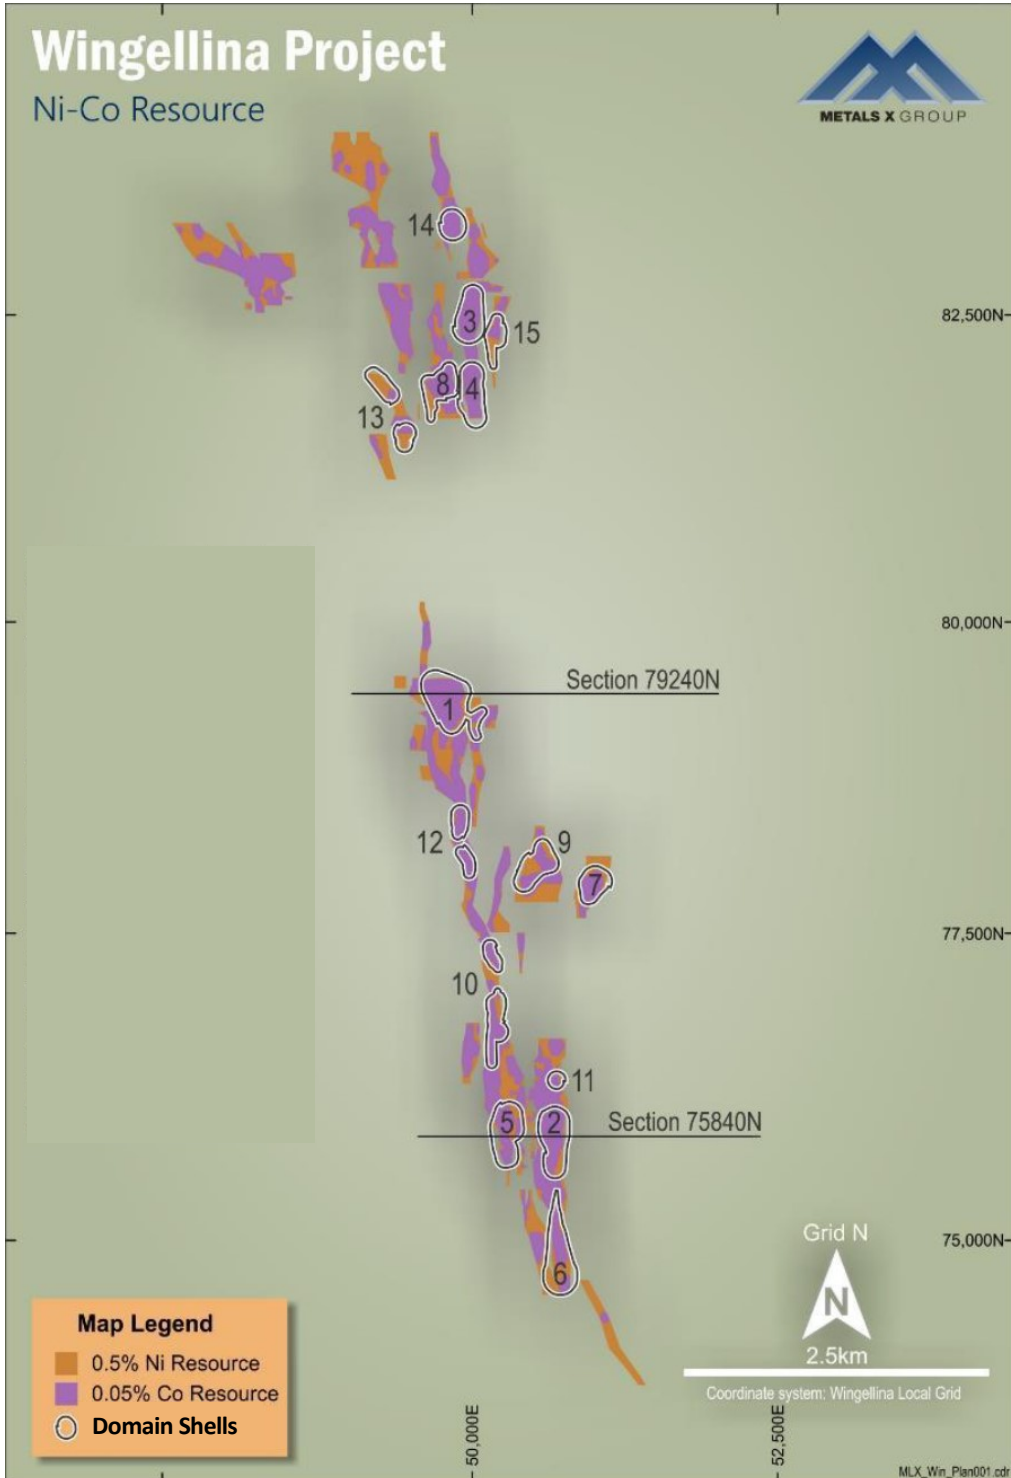 Wingellina Project
Ni-Co Resource
METALS X GROUP
14
3
15
82,500N
8
4
13
80,000N
Section 79240N
1
12
9
7
77,500N
10
11
5
2
Section 75840N
75,000N
6
Grid N
N
2.5km
Coordinate system: Wingellina Local Grid
Map Legend
0.5% Ni Resource
0.05% Co Resource
Domain Shells
50,000E
52,500E
MLX_Win_Plan001.cdr